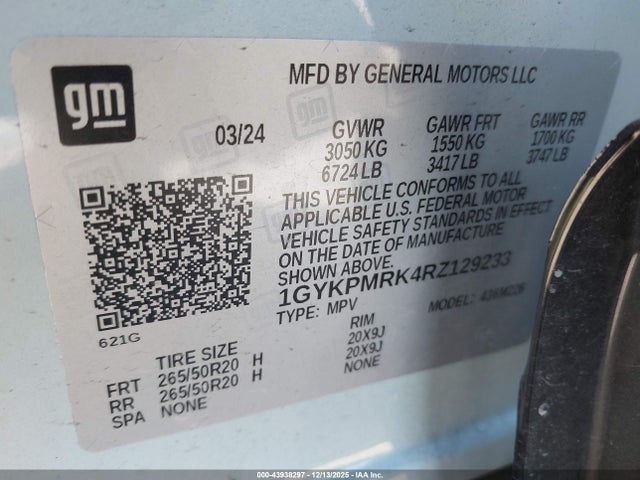 gm
MFD BY GENERAL MOTORS LLC
03/24 GVWR GAWR FRT GAWR RR
3050 KG 1550 KG 1700 KG
6724 LB 3417 LB 3747 LB
THIS VEHICLE CONFORMS TO ALL
APPLICABLE U.S. FEDERAL MOTOR
VEHICLE SAFETY STANDARDS IN EFFECT
ON THE DATE OF MANUFACTURE
1GYKPMRK4RZ129233
TYPE: MPV MODEL:
621G
TIRE SIZE RIM
FRT 265/50R20 H 20X9J
RR 265/50R20 H 20X9J
SPA NONE NONE
000-43938297 - 12/13/2025 - IAA Inc.